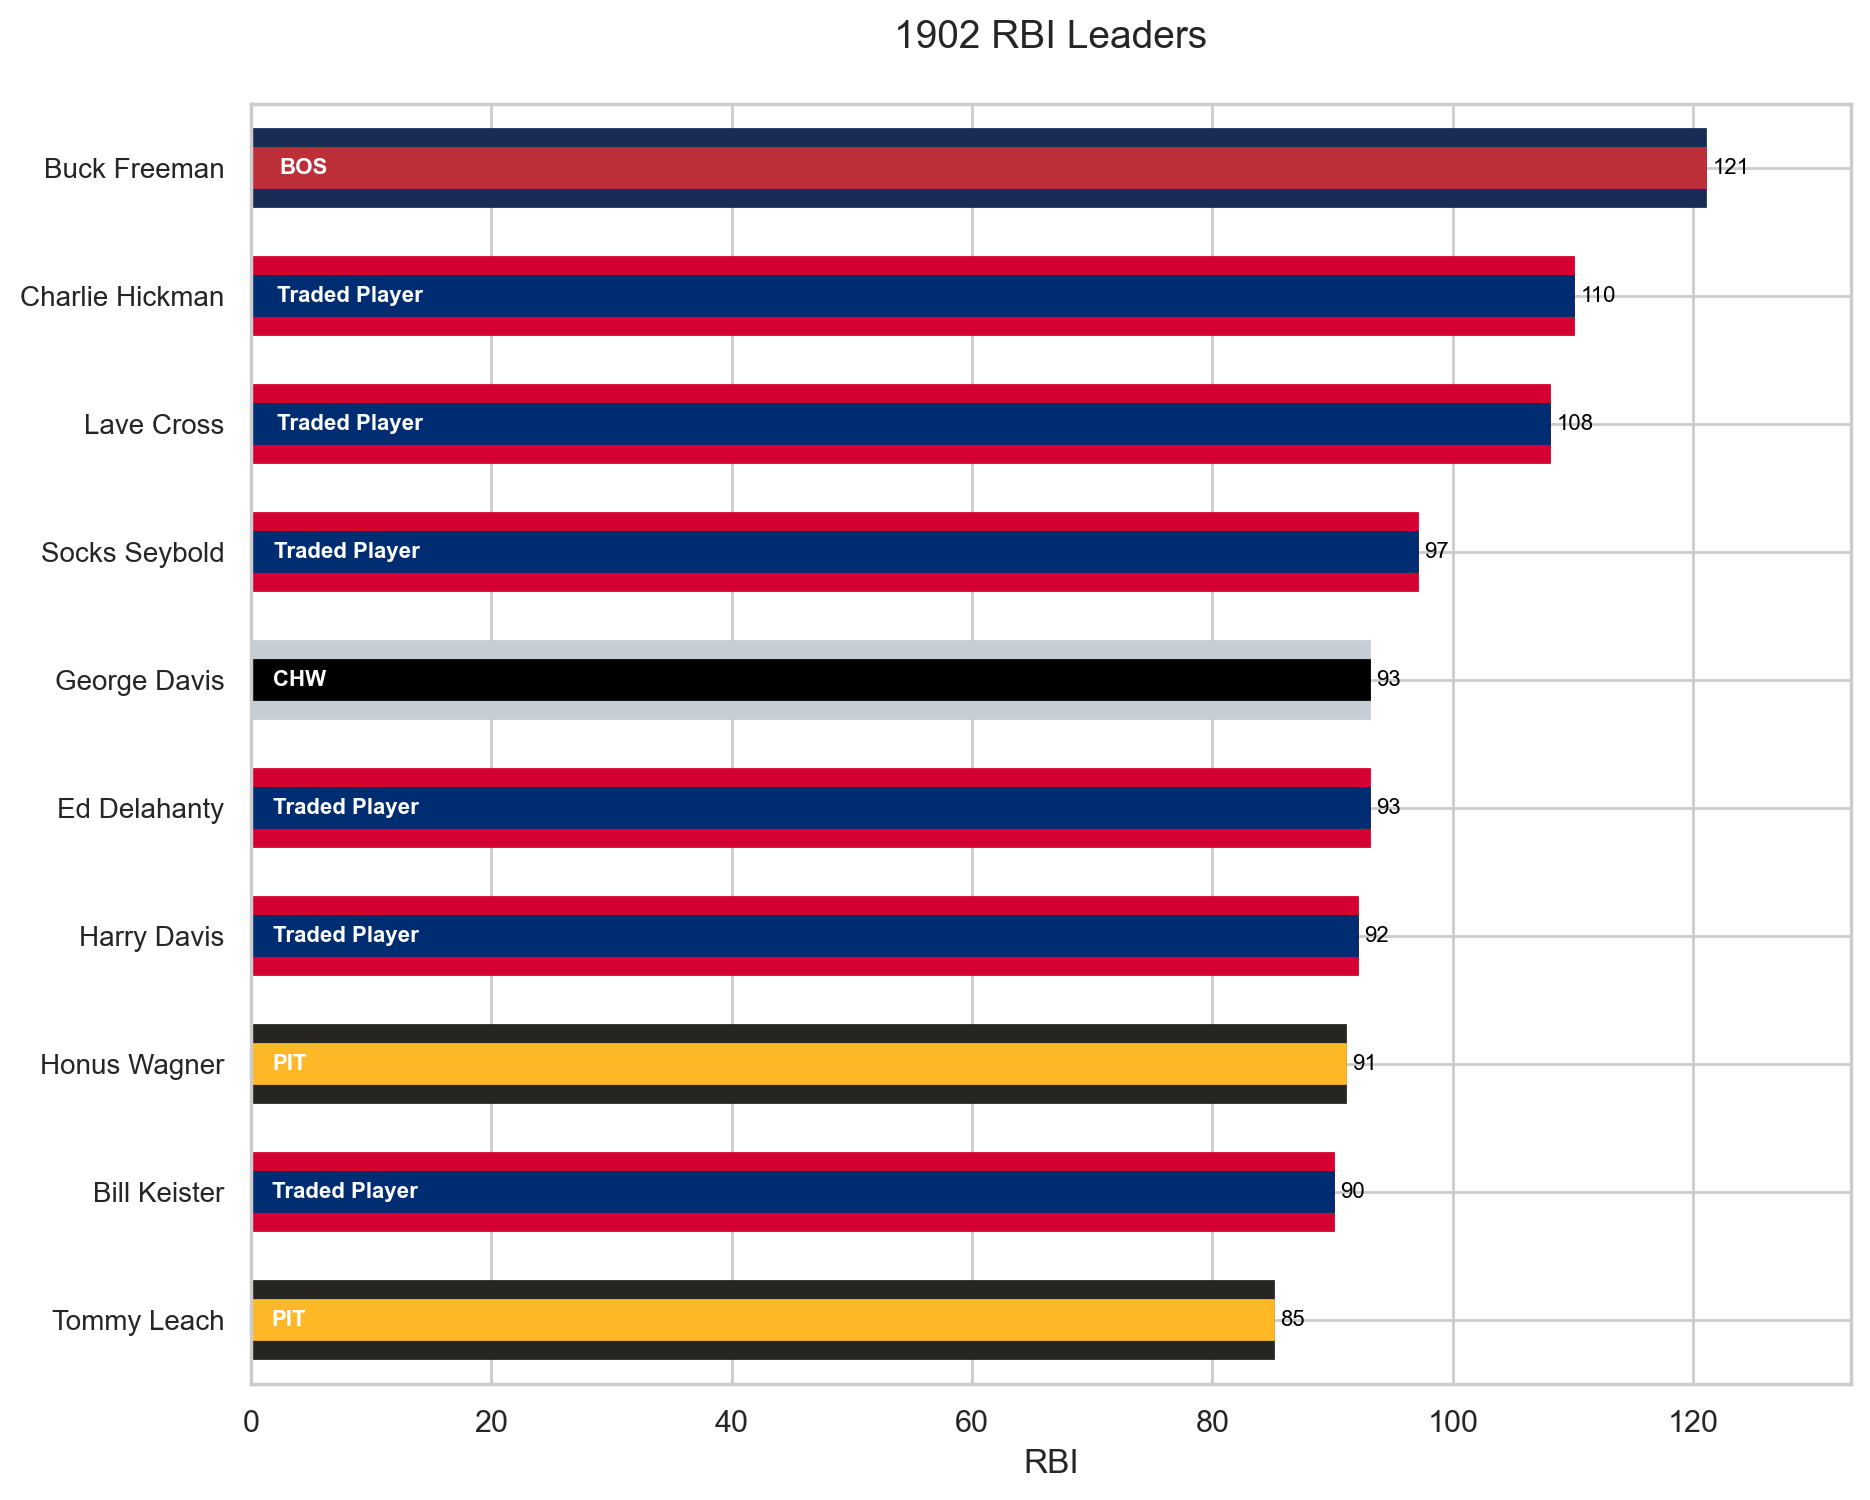 1902 RBI Leaders
Buck Freeman BOS 121
Charlie Hickman Traded Player 110
Lave Cross Traded Player 108
Socks Seybold Traded Player 97
George Davis CHW 93
Ed Delahanty Traded Player 93
Harry Davis Traded Player 92
Honus Wagner PIT 91
Bill Keister Traded Player 90
Tommy Leach PIT 85
0 20 40 60 80 100 120
RBI